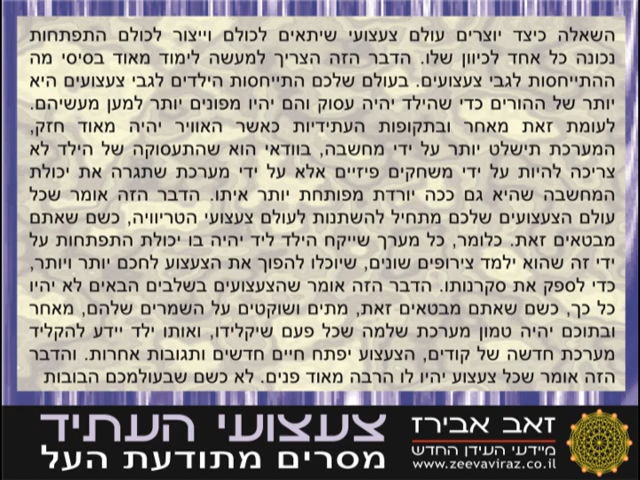 השאלה כיצד יוצרים עולם צעצועי שיתאים לכולם וייצור לכולם התפתחות
נכונה כל אחד לכיוון שלו. הדבר הזה הצריך למעשה לימוד מאוד בסיסי מה
ההתייחסות לגבי צעצועים. בעולם שלכם התייחסות הילדים לגבי צעצועים היא
יותר של ההורים כדי שהילד יהיה עסוק והם יהיו מפונים יותר למען מעשיהם.
לעומת זאת מאחר ובתקופות העתידיות כאשר האוויר יהיה מאוד חזק,
המערכת תישלט יותר על ידי מחשבה, בוודאי הוא שהתעסוקה של הילד לא
צריכה להיות על ידי משחקים פיזיים אלא על ידי מערכת שתגרה את יכולת
המחשבה שהיא גם ככה יורדת מפותחת יותר איתו. הדבר הזה אומר שכל
עולם הצעצועים שלכם מתחיל להשתנות לעולם צעצועי הטריוויה, כשם שאתם
מבטאים זאת. כלומר, כל מערך שייקח הילד ליד יהיה בו יכולת התפתחות על
ידי זה שהוא ילמד צירופים שונים, שיוכלו להפוך את הצעצוע לחכם יותר ויותר,
כדי לספק את סקרנותו. הדבר הזה אומר שהצעצועים בשלבים הבאים לא יהיו
כל כך, כשם שאתם מבטאים זאת, מתים ושוקטים על השמרים שלהם, מאחר
ובתוכם יהיה טמון מערכת שלמה שכל פעם שיקלידו, ואותו ילד יידע להקליד
מערכת חדשה של קודים, הצעצוע יפתח חיים חדשים ותגובות אחרות. והדבר
הזה אומר שכל צעצוע יהיו לו הרבה מאוד פנים. לא כשם שבעולמכם הבובות
צעצועי העתיד
מסרים מתודעת העל
זאב אבירז
מיידעי העידן החדש
www.zeevaviraz.co.il